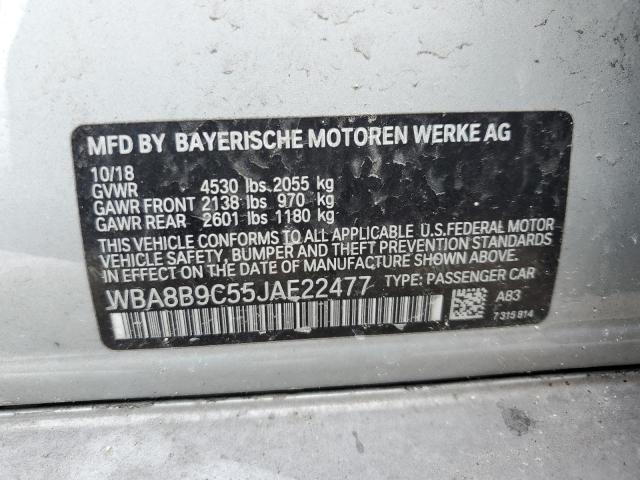 MFD BY BAYERISCHE MOTOREN WERKE AG
10/18
GVWR 4530 lbs 2055 kg
GAWR FRONT 2138 lbs 970 kg
GAWR REAR 2601 lbs 1180 kg
THIS VEHICLE CONFORMS TO ALL APPLICABLE U.S.FEDERAL MOTOR
VEHICLE SAFETY, BUMPER AND THEFT PREVENTION STANDARDS
IN EFFECT ON THE DATE OF MANUFACTURE SHOWN ABOVE.
WBA8B9C55JAE22477 TYPE: PASSENGER CAR
A83
7 315 814